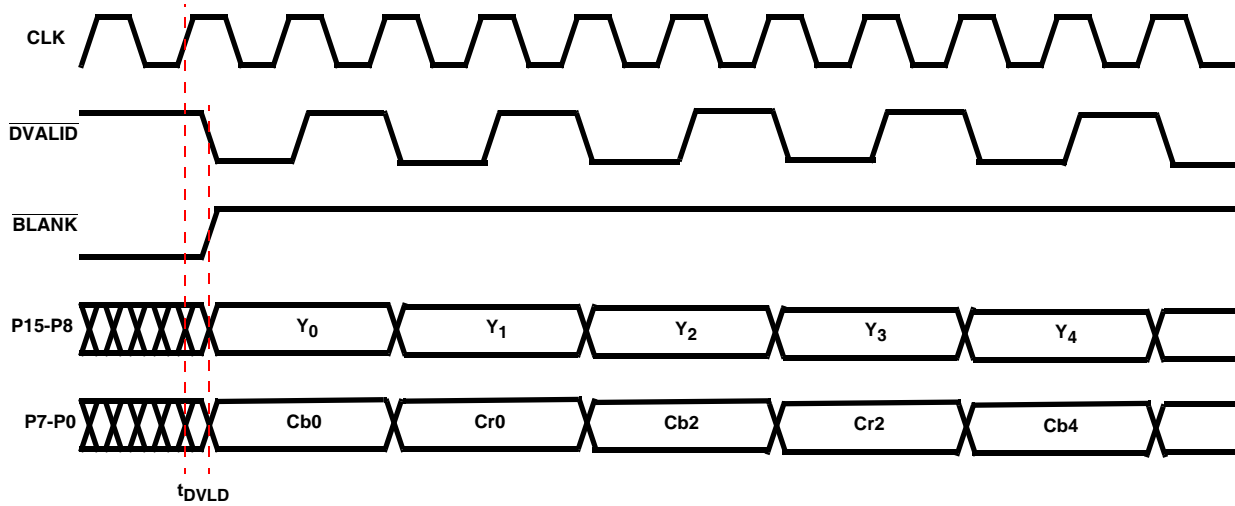 CLK
DVALID
BLANK
P15-P8 Y0 Y1 Y2 Y3 Y4
P7-P0 Cb0 Cr0 Cb2 Cr2 Cb4
tDVLD